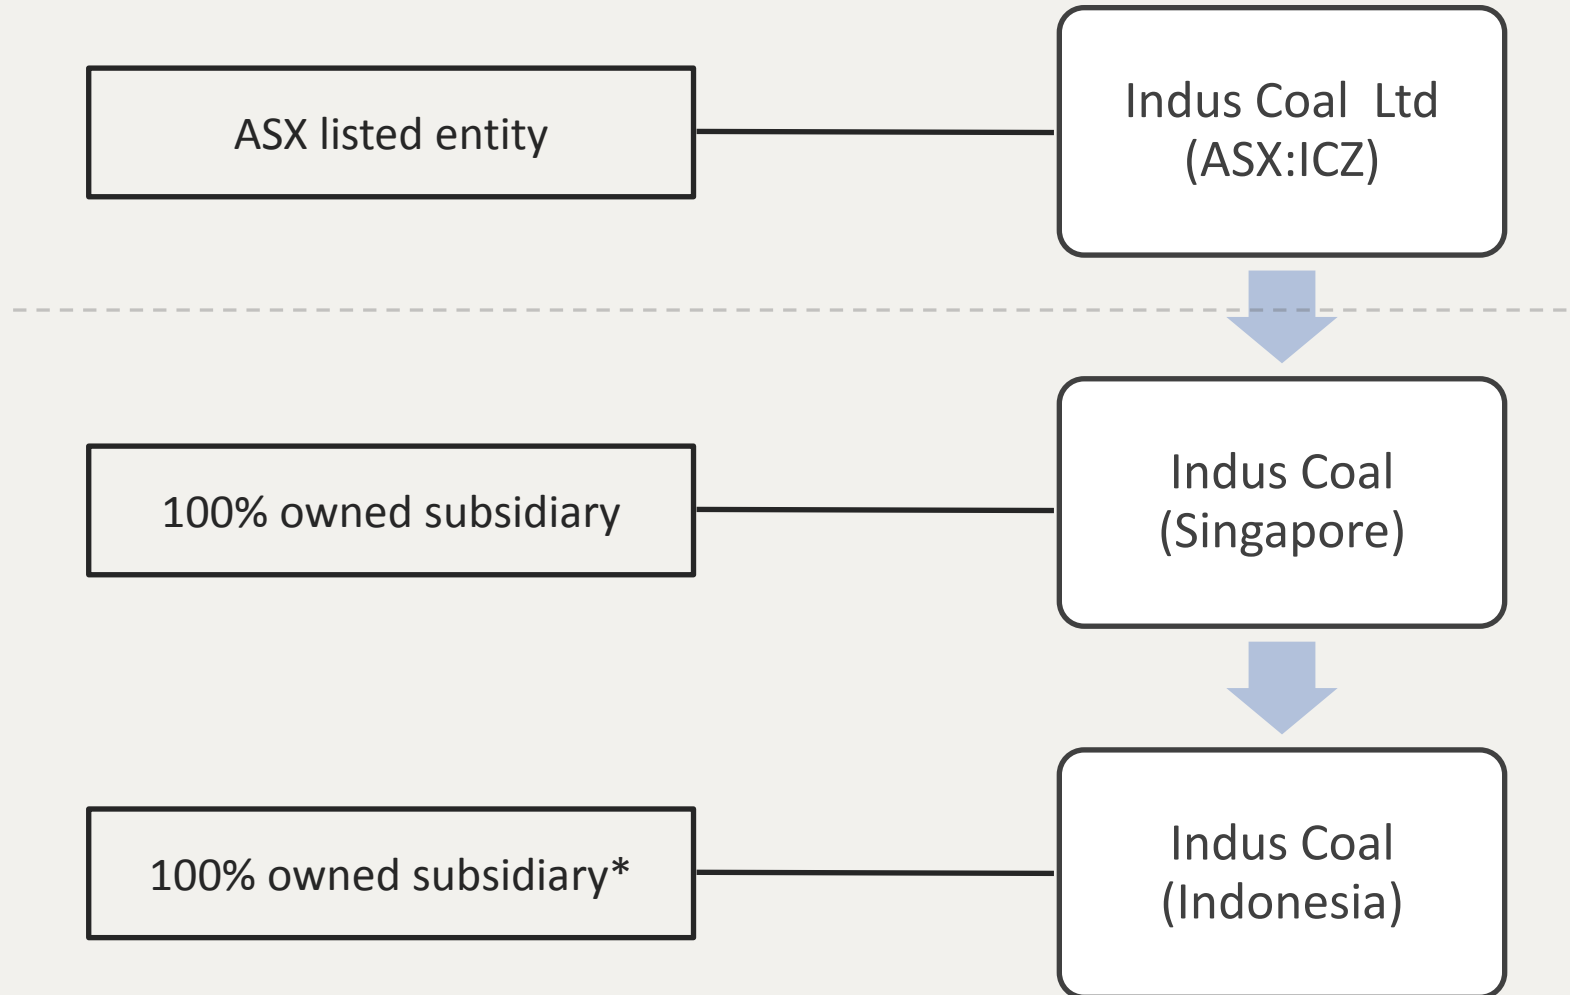 ASX listed entity
Indus Coal  Ltd
(ASX:ICZ)
100% owned subsidiary
Indus Coal
(Singapore)
100% owned subsidiary*
Indus Coal
(Indonesia)